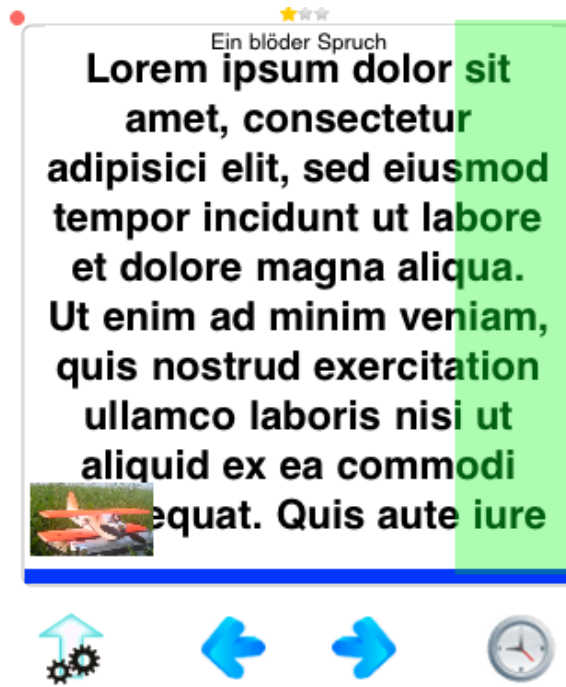 Ein blöder Spruch
Lorem ipsum dolor sit
amet, consectetur
adipisici elit, sed eiusmod
tempor incidunt ut labore
et dolore magna aliqua.
Ut enim ad minim veniam,
quis nostrud exercitation
ullamco laboris nisi ut
aliquid ex ea commodi
equat. Quis aute iure